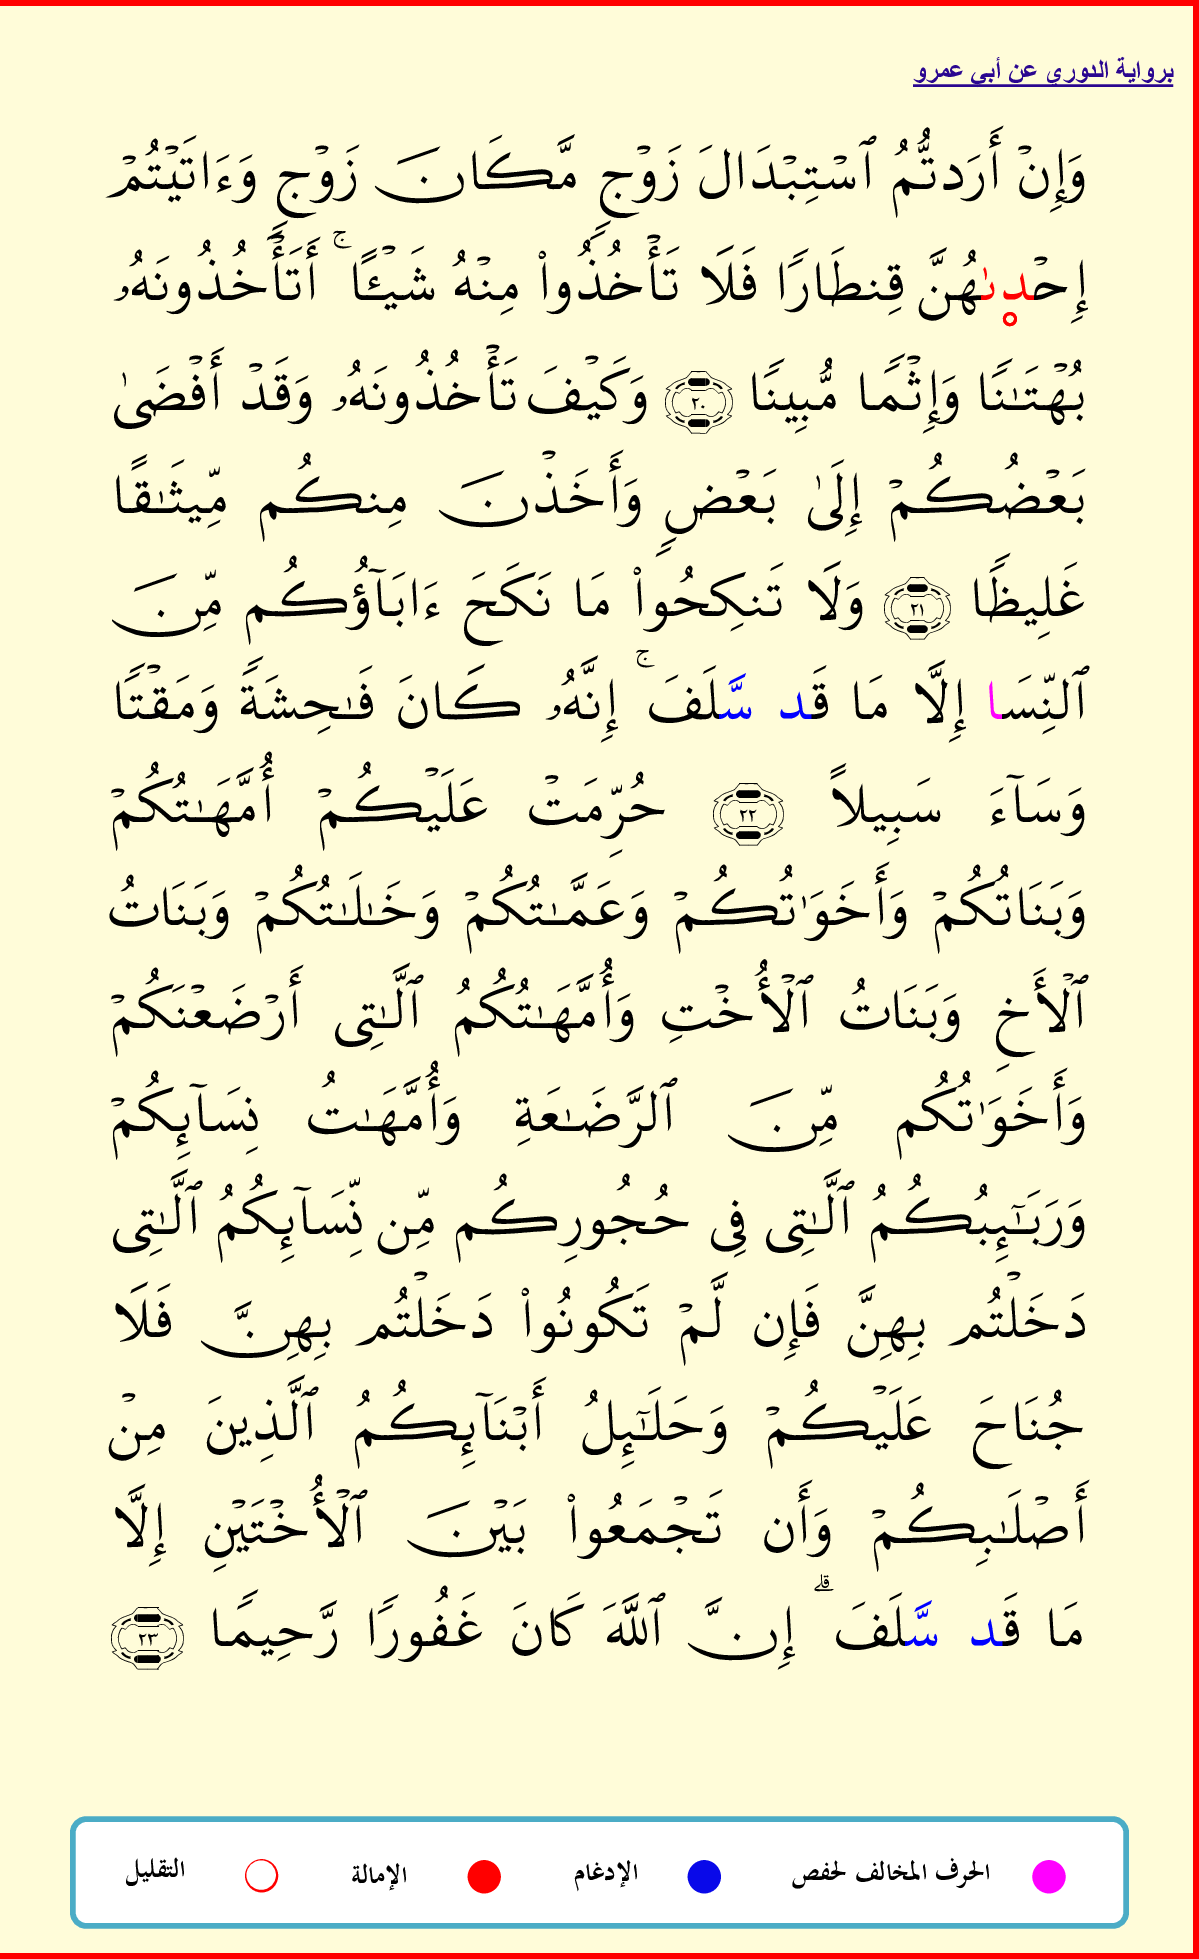 برواية الدوري عن أبي عمرو
وَإِنْ أَرَدتُّمُ ٱسْتِبْدَالَ زَوْجٍ مَّكَانَ زَوْجٍ وَءَاتَيْتُمْ
إِحْدىٰهُنَّ قِنطَارًا فَلَا تَأْخُذُوا۟ مِنْهُ شَيْـًٔا ۚ أَتَأْخُذُونَهُۥ
بُهْتَـٰنًا وَإِثْمًا مُّبِينًا ٢٠ وَكَيْفَ تَأْخُذُونَهُۥ وَقَدْ أَفْضَىٰ
بَعْضُكُمْ إِلَىٰ بَعْضٍ وَأَخَذْنَ مِنكُم مِّيثَـٰقًا
غَلِيظًا ٢١ وَلَا تَنكِحُوا۟ مَا نَكَحَ ءَابَآؤُكُم مِّنَ
ٱلنِّسَا إِلَّا مَا قَد سَّلَفَ ۚ إِنَّهُۥ كَانَ فَـٰحِشَةً وَمَقْتًا
وَسَآءَ سَبِيلاً ٢٢ حُرِّمَتْ عَلَيْكُمْ أُمَّهَـٰتُكُمْ
وَبَنَاتُكُمْ وَأَخَوَٰتُكُمْ وَعَمَّـٰتُكُمْ وَخَـٰلَـٰتُكُمْ وَبَنَاتُ
ٱلْأَخِ وَبَنَاتُ ٱلْأُخْتِ وَأُمَّهَـٰتُكُمُ ٱلَّـٰتِى أَرْضَعْنَكُمْ
وَأَخَوَٰتُكُم مِّنَ ٱلرَّضَـٰعَةِ وَأُمَّهَـٰتُ نِسَآئِكُمْ
وَرَبَـٰٓئِبُكُمُ ٱلَّـٰتِى فِى حُجُورِكُم مِّن نِّسَآئِكُمُ ٱلَّـٰتِى
دَخَلْتُم بِهِنَّ فَإِن لَّمْ تَكُونُوا۟ دَخَلْتُم بِهِنَّ فَلَا
جُنَاحَ عَلَيْكُمْ وَحَلَـٰٓئِلُ أَبْنَآئِكُمُ ٱلَّذِينَ مِنْ
أَصْلَـٰبِكُمْ وَأَن تَجْمَعُوا۟ بَيْنَ ٱلْأُخْتَيْنِ إِلَّا
مَا قَد سَّلَفَ ۗ إِنَّ ٱللَّهَ كَانَ غَفُورًا رَّحِيمًا ٢٣
الحرف المخالف لحفص الإدغام الإمالة التقليل